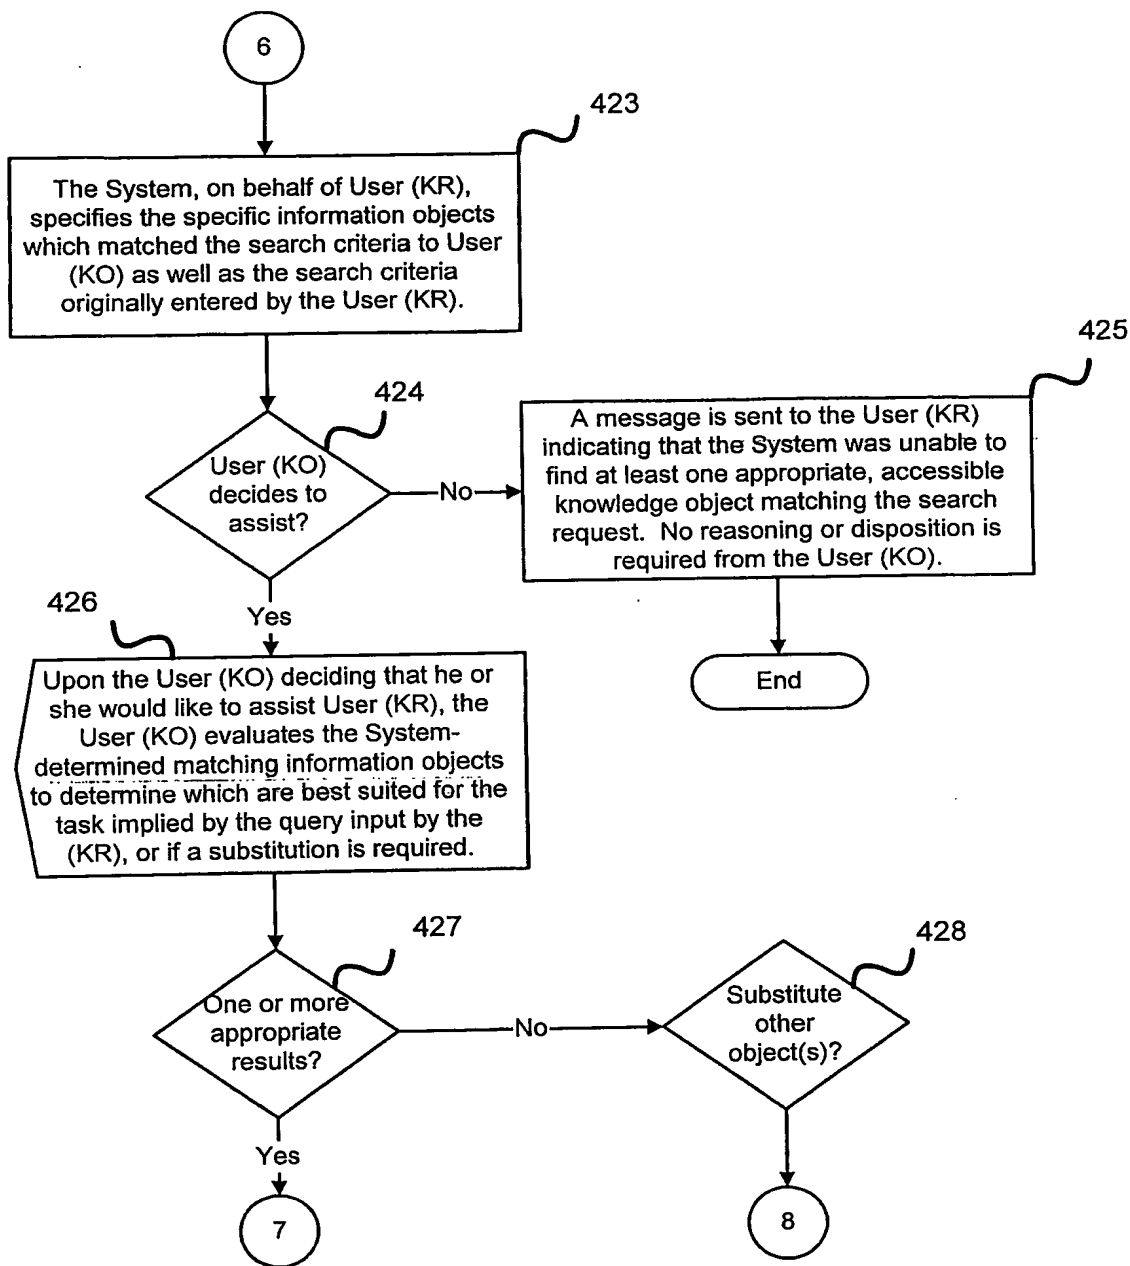 6
423
The System, on behalf of User (KR),
specifies the specific information objects
which matched the search criteria to User
(KO) as well as the search criteria
originally entered by the User (KR).
424
User (KO)
decides to
assist?
No
425
A message is sent to the User (KR)
indicating that the System was unable to
find at least one appropriate, accessible
knowledge object matching the search
request. No reasoning or disposition is
required from the User (KO).
End
Yes
426
Upon the User (KO) deciding that he or
she would like to assist User (KR), the
User (KO) evaluates the System-
determined matching information objects
to determine which are best suited for the
task implied by the query input by the
(KR), or if a substitution is required.
427
One or more
appropriate
results?
No
428
Substitute
other
object(s)?
Yes
7
8